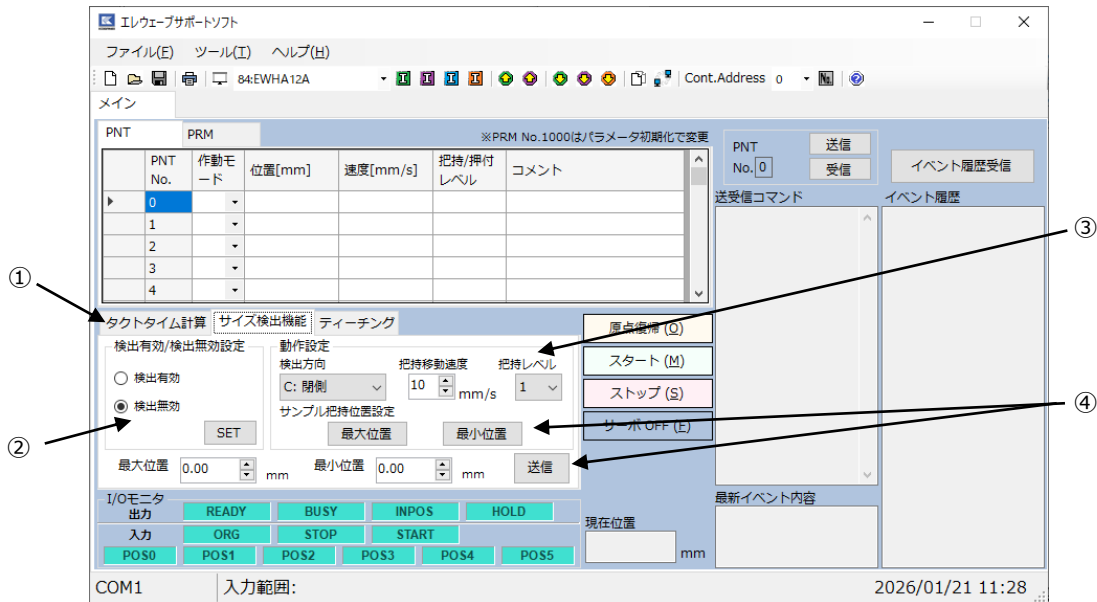 エレウェーブサポートソフト
ファイル(F) ツール(T) ヘルプ(H)
84:EWHA12A Cont.Address 0 No.
メイン
PNT PRM ※PRM No.1000はパラメータ初期化で変更
PNT No. 作動モード 位置[mm] 速度[mm/s] 把持/押付レベル コメント
0
1
2
3
4
PNT No. 0 送信 受信
イベント履歴受信
送受信コマンド イベント履歴
③
①
タクトタイム計算 サイズ検出機能 ティーチング
検出有効/検出無効設定
検出有効
検出無効
SET
動作設定
検出方向 把持移動速度 把持レベル
C: 閉側 10 mm/s 1
サンプル把持位置設定
最大位置 最小位置
原点復帰 (O)
スタート (M)
ストップ (S)
サーボ OFF (F)
④
②
最大位置 0.00 mm 最小位置 0.00 mm 送信
I/Oモニタ
出力 READY BUSY INPOS HOLD
入力 ORG STOP START
POS0 POS1 POS2 POS3 POS4 POS5
現在位置
mm
最新イベント内容
COM1 入力範囲: 2026/01/21 11:28